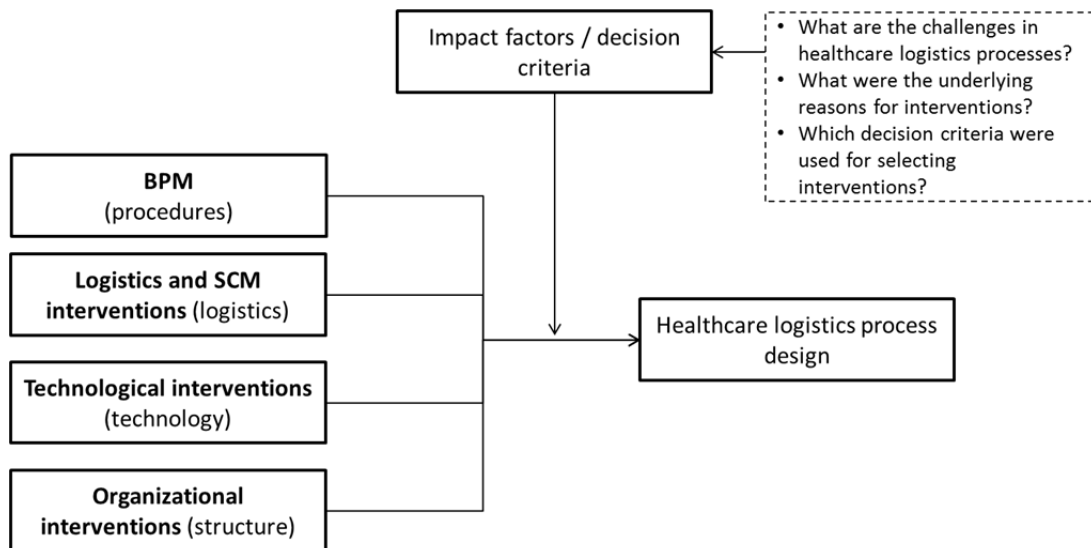 Impact factors / decision
criteria
• What are the challenges in
healthcare logistics processes?
• What were the underlying
reasons for interventions?
• Which decision criteria were
used for selecting
interventions?
BPM
(procedures)
Logistics and SCM
interventions (logistics)
Technological interventions
(technology)
Organizational
interventions (structure)
Healthcare logistics process
design